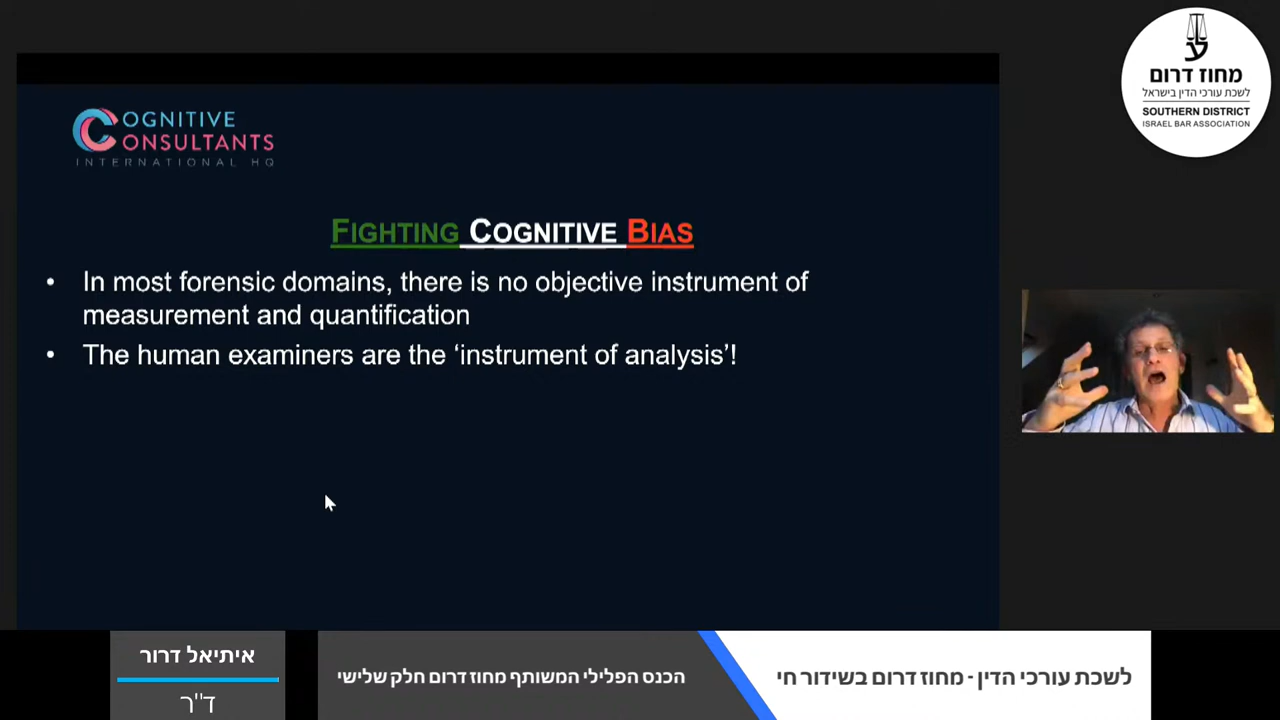 COGNITIVE
CONSULTANTS
INTERNATIONAL HQ
FIGHTING COGNITIVE BIAS
• In most forensic domains, there is no objective instrument of
measurement and quantification
• The human examiners are the ‘instrument of analysis’!
מחוז דרום
לשכת עורכי הדין בישראל
SOUTHERN DISTRICT
ISRAEL BAR ASSOCIATION
לשכת עורכי הדין - מחוז דרום בשידור חי
הכנס הפלילי המשותף מחוז דרום חלק שלישי
איתיאל דרור
ד"ר